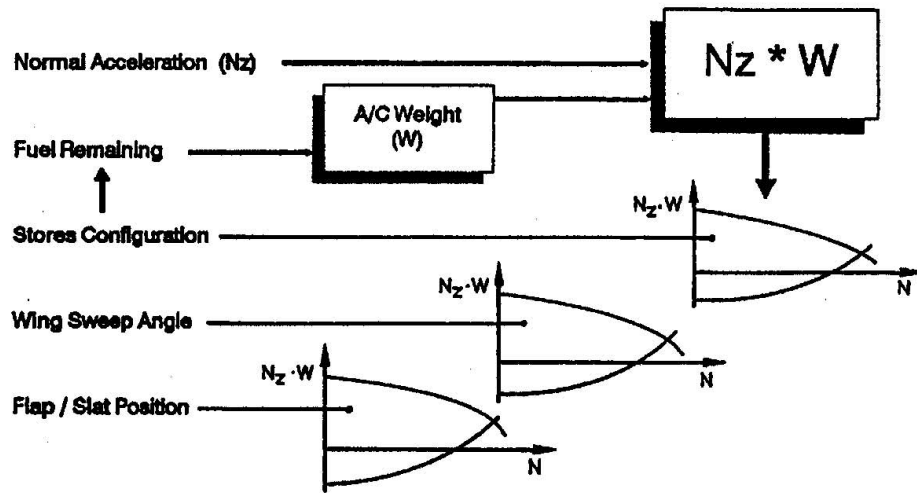 Normal Acceleration (Nz)
Nz * W
A/C Weight
(W)
Fuel Remaining
Nz·W
Stores Configuration
N
Nz·W
Wing Sweep Angle
N
Nz·W
Flap / Slat Position
N